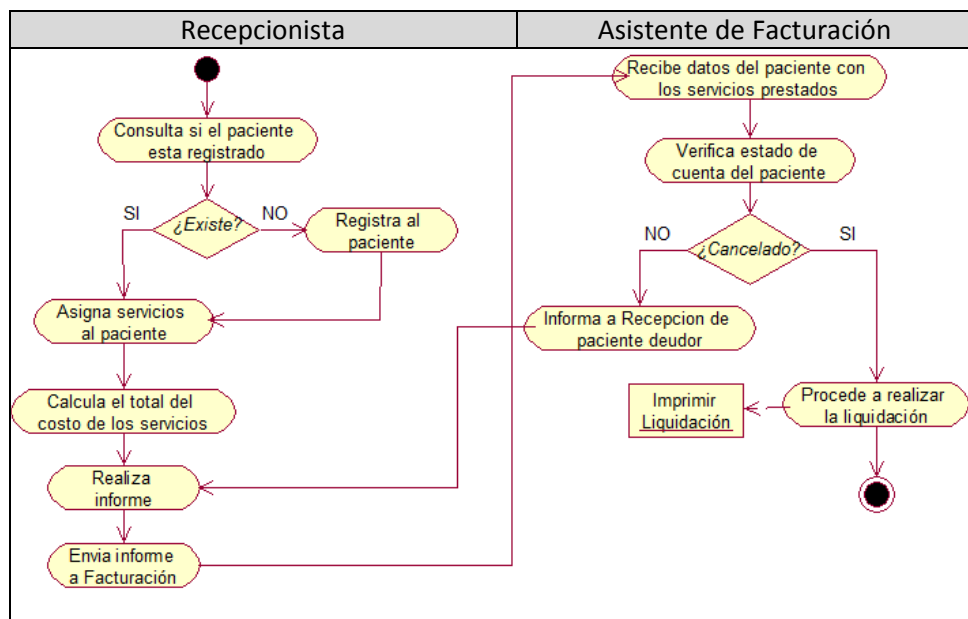 Recepcionista
Asistente de Facturación
Consulta si el paciente
esta registrado
¿Existe?
SI
NO
Registra al
paciente
Asigna servicios
al paciente
Calcula el total del
costo de los servicios
Realiza
informe
Envia informe
a Facturación
Recibe datos del paciente con
los servicios prestados
Verifica estado de
cuenta del paciente
¿Cancelado?
NO
SI
Informa a Recepcion de
paciente deudor
Imprimir
Liquidación
Procede a realizar
la liquidación